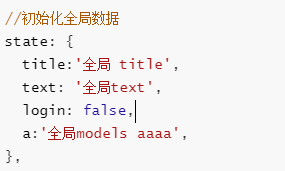 //初始化全局数据
state: {
  title:'全局 title',
  text: '全局text',
  login: false,
  a:'全局models aaaa',
},